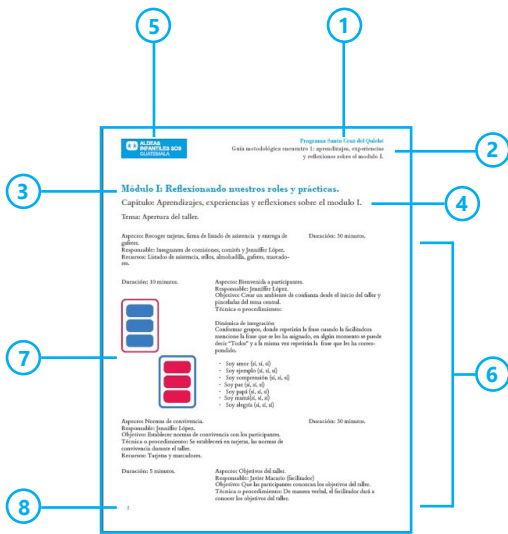 5
1
ALDEAS
INFANTILES SOS
GUATEMALA
Programa Santa Cruz del Quiché
Guía metodológica encuentro 1: aprendizajes, experiencias
y reflexiones sobre el modulo I.
2
3
Módulo I: Reflexionando nuestros roles y prácticas.
Capitulo: Aprendizajes, experiencias y reflexiones sobre el modulo I.
4
Tema: Apertura del taller.
Aspecto: Recoger tarjetas, firma de listado de asistencia y entrega de
gafetes.
Duración: 30 minutos.
Responsable: Integrantes de comisiones, comités y Jenniffer López.
Recursos: Listados de asistencia, sellos, almohadilla, gafetes, marcado-
res.
Duración: 10 minutos.
Aspecto: Bienvenida a participantes.
Responsable: Jenniffer López.
Objetivo: Crear un ambiente de confianza desde el inicio del taller y
pinceladas del tema central.
Técnica o procedimiento:
Dinámica de integración
Conformar grupos, donde repetirán la frase cuando la facilitadora
mencione la frase que se les ha asignado, en algún momento se puede
decir "Todos" y a la misma vez repetirán la frase que les ha corres-
pondido.
7
6
- Soy amor (sí, sí, sí)
- Soy ejemplo (sí, sí, sí)
- Soy comprensión (sí, sí, sí)
- Soy paz (sí, sí, sí)
- Soy papá (sí, sí, sí)
- Soy mamá(sí, sí, sí)
- Soy alegría (sí, sí, sí)
Aspecto: Normas de convivencia.
Duración: 30 minutos.
Responsable: Jenniffer López.
Objetivo: Establecer normas de convivencia con los participantes.
Técnica o procedimiento: Se establecerá en tarjeta, las normas de
convivencia durante el taller.
Recursos: Tarjetas y marcadores.
Duración: 5 minutos.
Aspecto: Objetivos del taller.
Responsable: Javier Macario (facilitador)
Objetivo: Que las participantes conozcan los objetivos del taller.
Técnica o procedimiento: De manera verbal, el facilitador dará a
conocer los objetivos del taller.
8